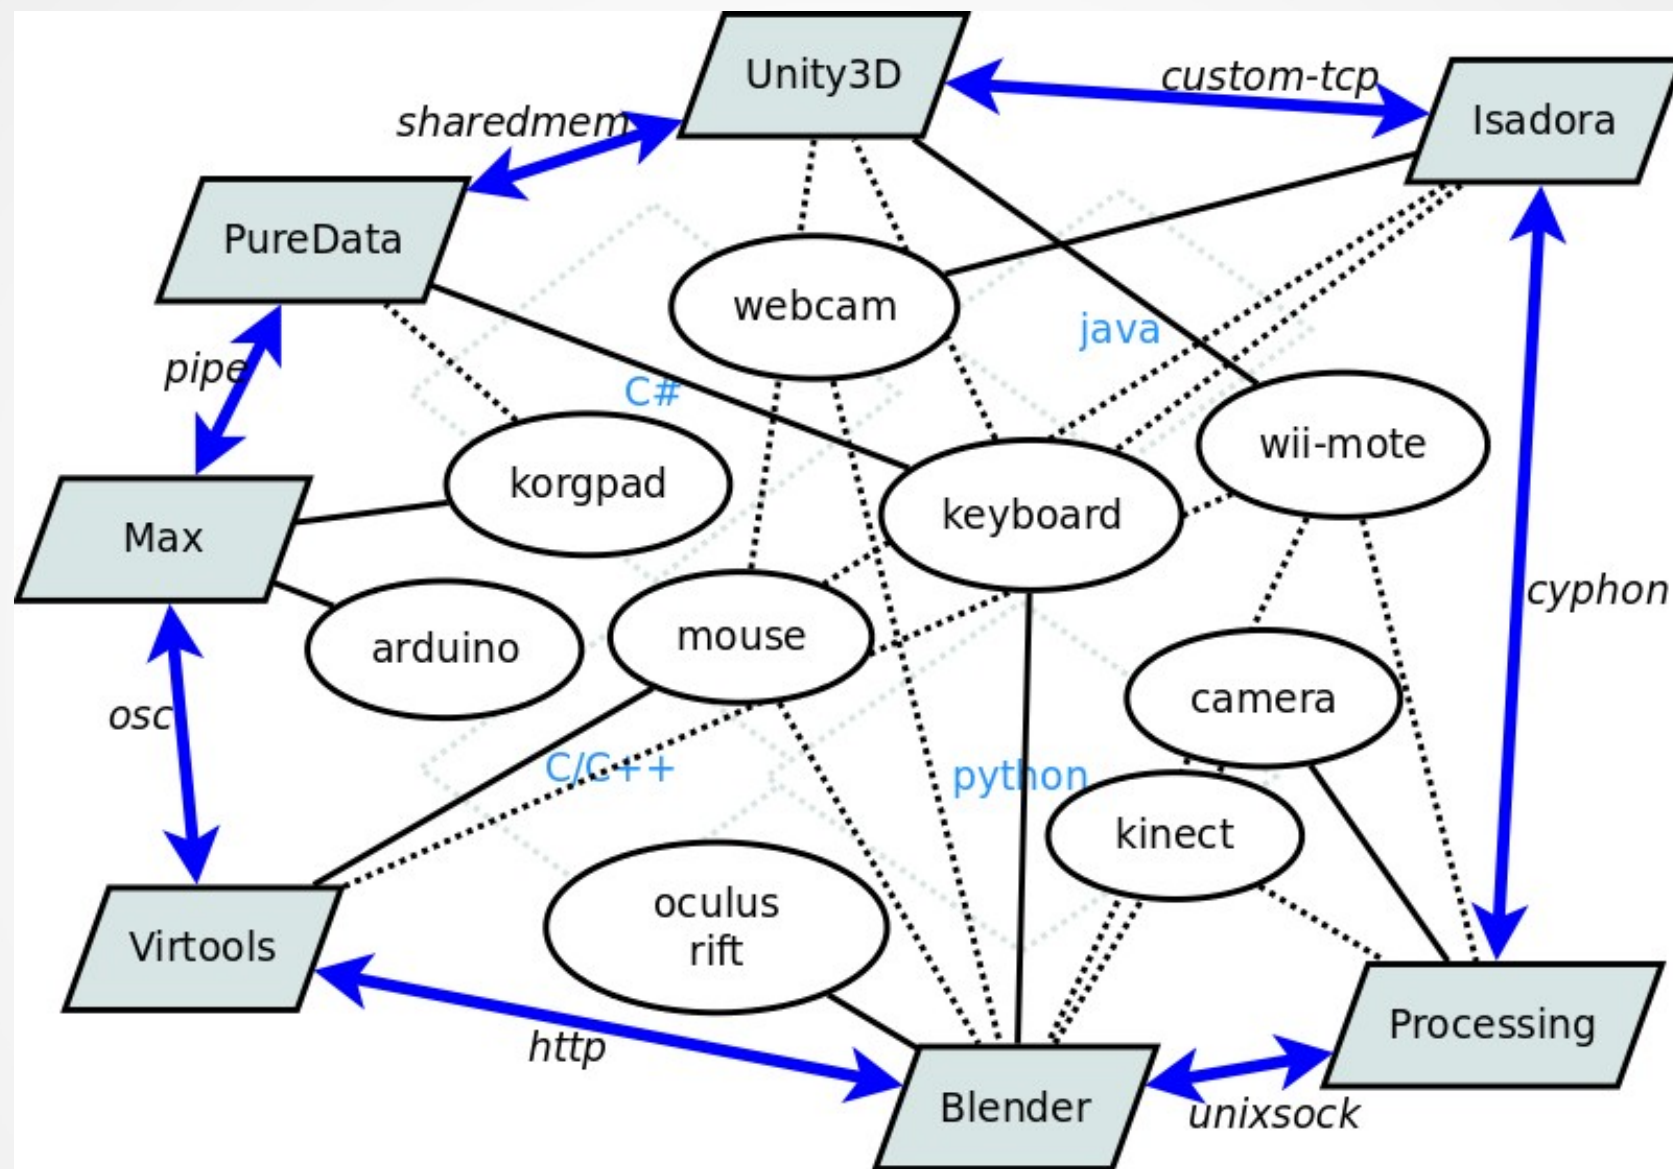 Unity3D
custom-tcp
Isadora
sharedmem
PureData
webcam
java
pipe
C#
wii-mote
korgpad
keyboard
Max
cyphon
arduino
mouse
camera
osc
C/C++
python
kinect
oculus
rift
Virtools
Processing
http
Blender
unixsock